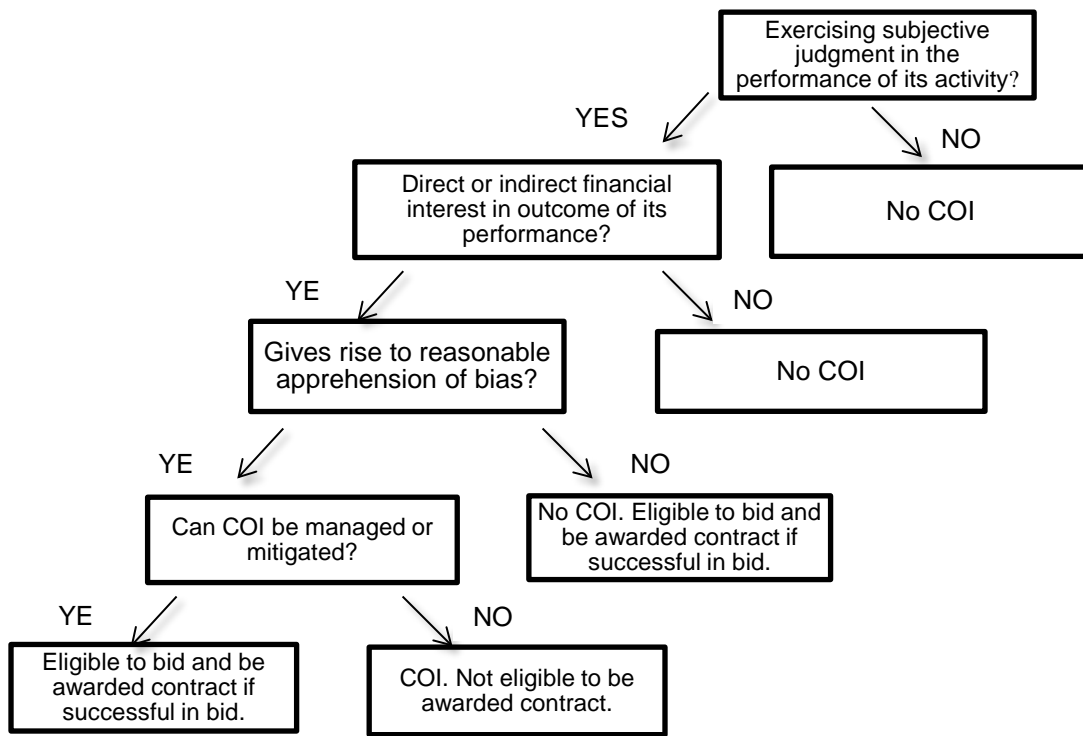 Exercising subjective
judgment in the
performance of its activity?
YES
NO
Direct or indirect financial
interest in outcome of its
performance?
No COI
YE
NO
Gives rise to reasonable
apprehension of bias?
No COI
YE
NO
Can COI be managed or
mitigated?
No COI. Eligible to bid and
be awarded contract if
successful in bid.
YE
NO
Eligible to bid and be
awarded contract if
successful in bid.
COI. Not eligible to be
awarded contract.